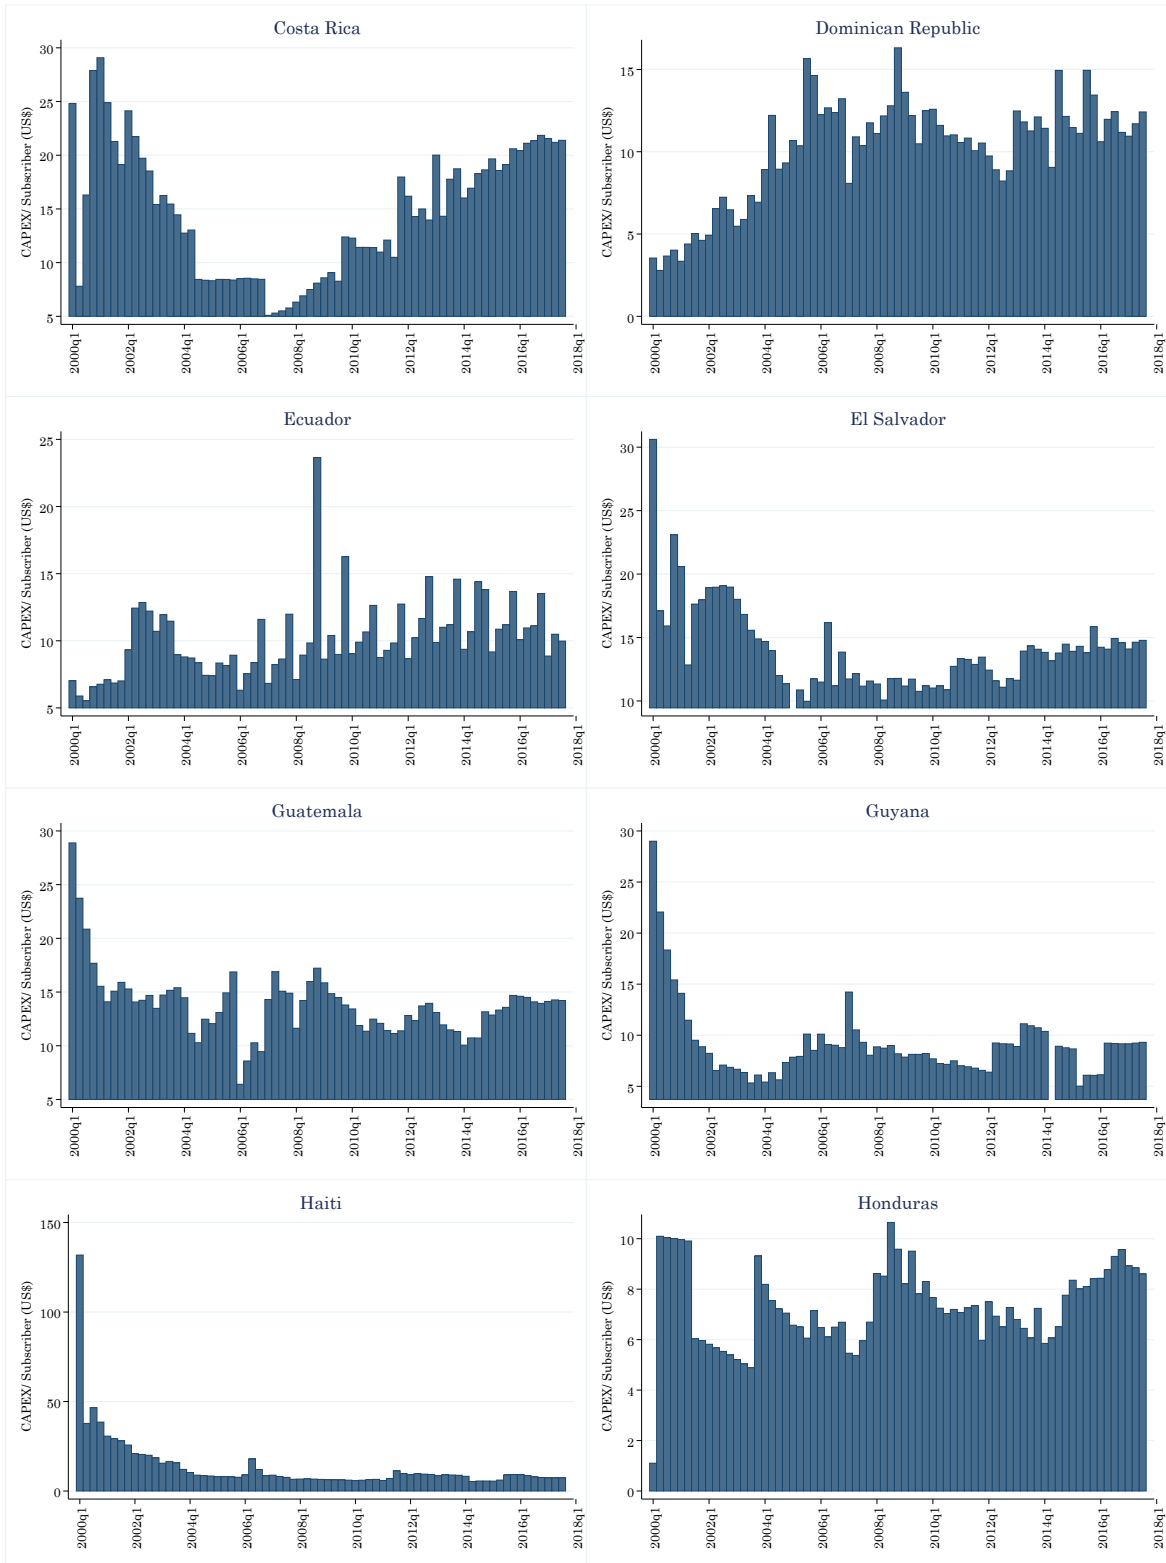 Costa Rica
CAPEX/ Subscriber (US$)
30
25
20
15
10
5
2000q1
2002q1
2004q1
2006q1
2008q1
2010q1
2012q1
2014q1
2016q1
2018q1
Dominican Republic
CAPEX/ Subscriber (US$)
15
10
5
0
2000q1
2002q1
2004q1
2006q1
2008q1
2010q1
2012q1
2014q1
2016q1
2018q1
Ecuador
CAPEX/ Subscriber (US$)
25
20
15
10
5
2000q1
2002q1
2004q1
2006q1
2008q1
2010q1
2012q1
2014q1
2016q1
2018q1
El Salvador
CAPEX/ Subscriber (US$)
30
25
20
15
10
2000q1
2002q1
2004q1
2006q1
2008q1
2010q1
2012q1
2014q1
2016q1
2018q1
Guatemala
CAPEX/ Subscriber (US$)
30
25
20
15
10
5
2000q1
2002q1
2004q1
2006q1
2008q1
2010q1
2012q1
2014q1
2016q1
2018q1
Guyana
CAPEX/ Subscriber (US$)
30
25
20
15
10
5
2000q1
2002q1
2004q1
2006q1
2008q1
2010q1
2012q1
2014q1
2016q1
2018q1
Haiti
CAPEX/ Subscriber (US$)
150
100
50
0
2000q1
2002q1
2004q1
2006q1
2008q1
2010q1
2012q1
2014q1
2016q1
2018q1
Honduras
CAPEX/ Subscriber (US$)
10
8
6
4
2
0
2000q1
2002q1
2004q1
2006q1
2008q1
2010q1
2012q1
2014q1
2016q1
2018q1